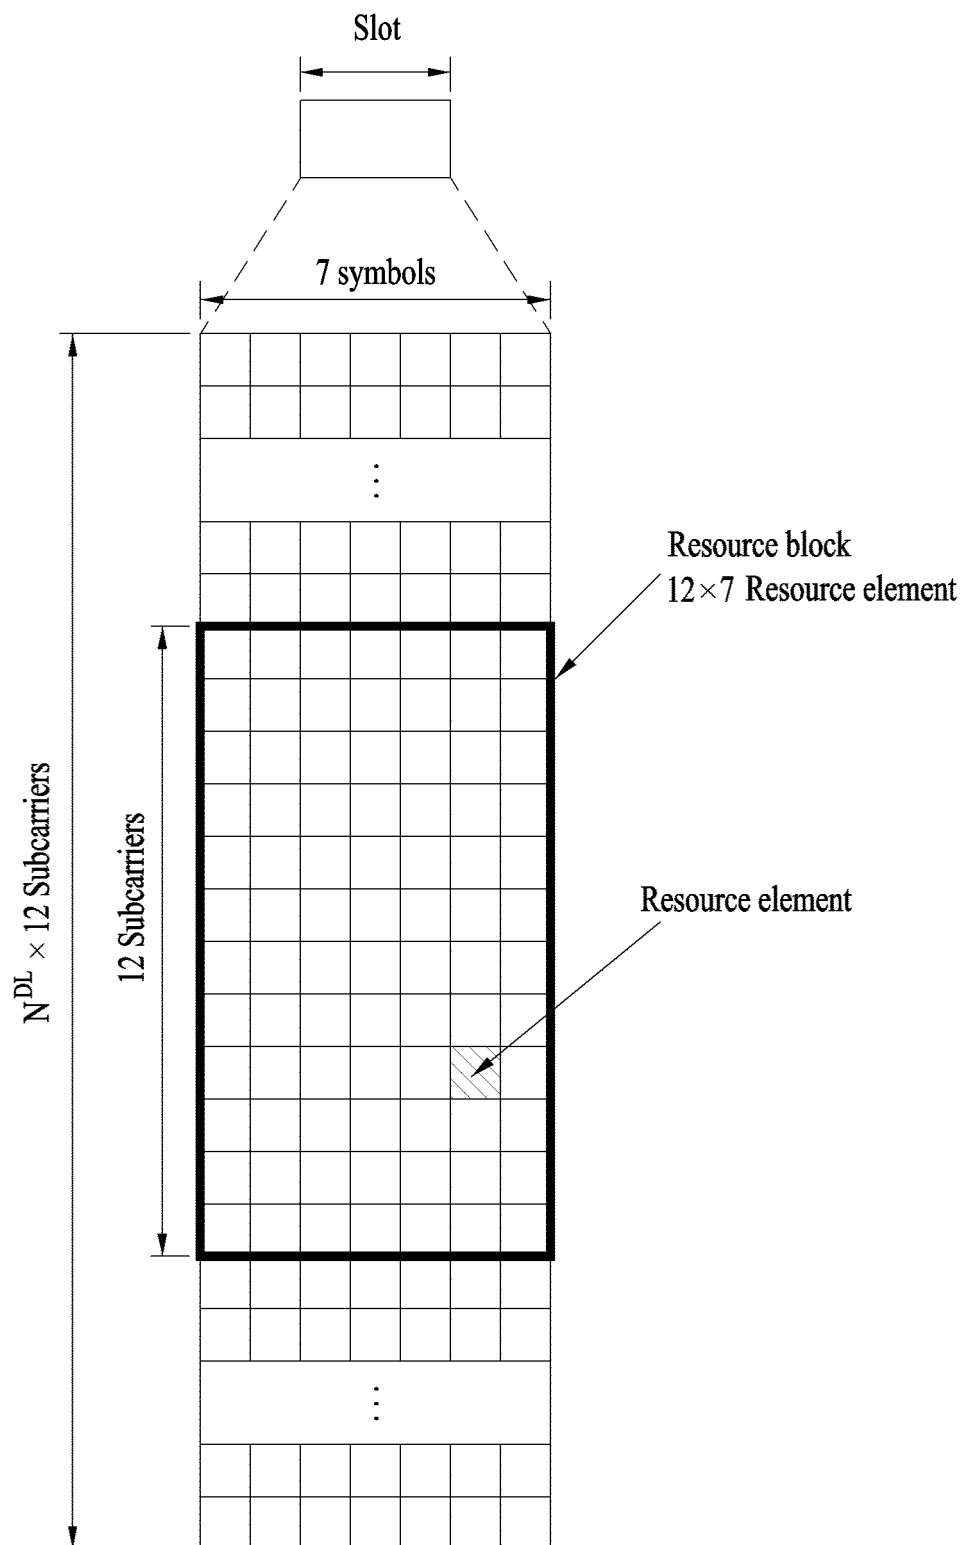 Slot
7 symbols
⋮
Resource block
12×7 Resource element
N^DL × 12 Subcarriers
12 Subcarriers
Resource element
⋮